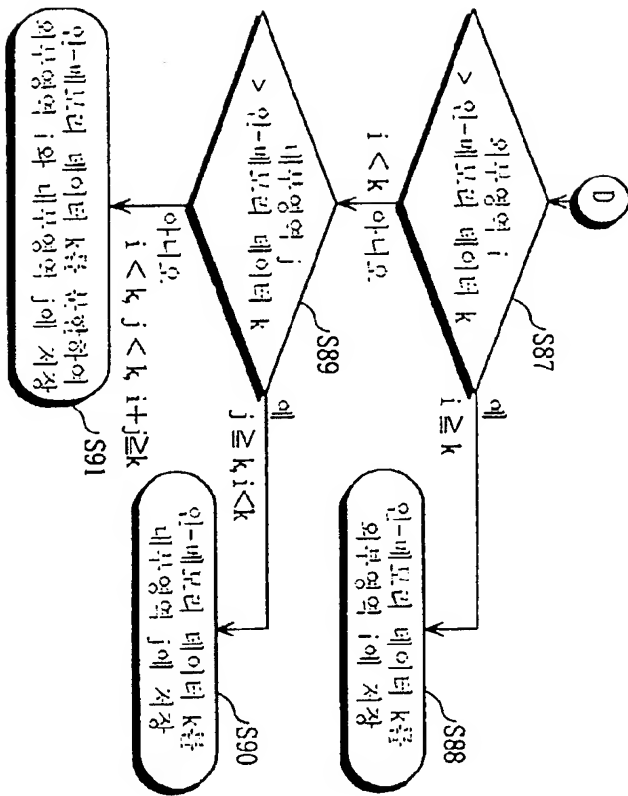 D
외부영역 i
> 인-메모리 데이터 k
S87
예
i ≧ k
인-메모리 데이터 k를
외부영역 i에 저장
S88
아니오
i < k
내부영역 j
> 인-메모리 데이터 k
S89
예
j ≧ k, i<k
인-메모리 데이터 k를
내부영역 j에 저장
S90
아니오
i < k, j < k, i+j≧k
인-메모리 데이터 k를 분할하여
외부영역 i와 내부영역 j에 저장
S91